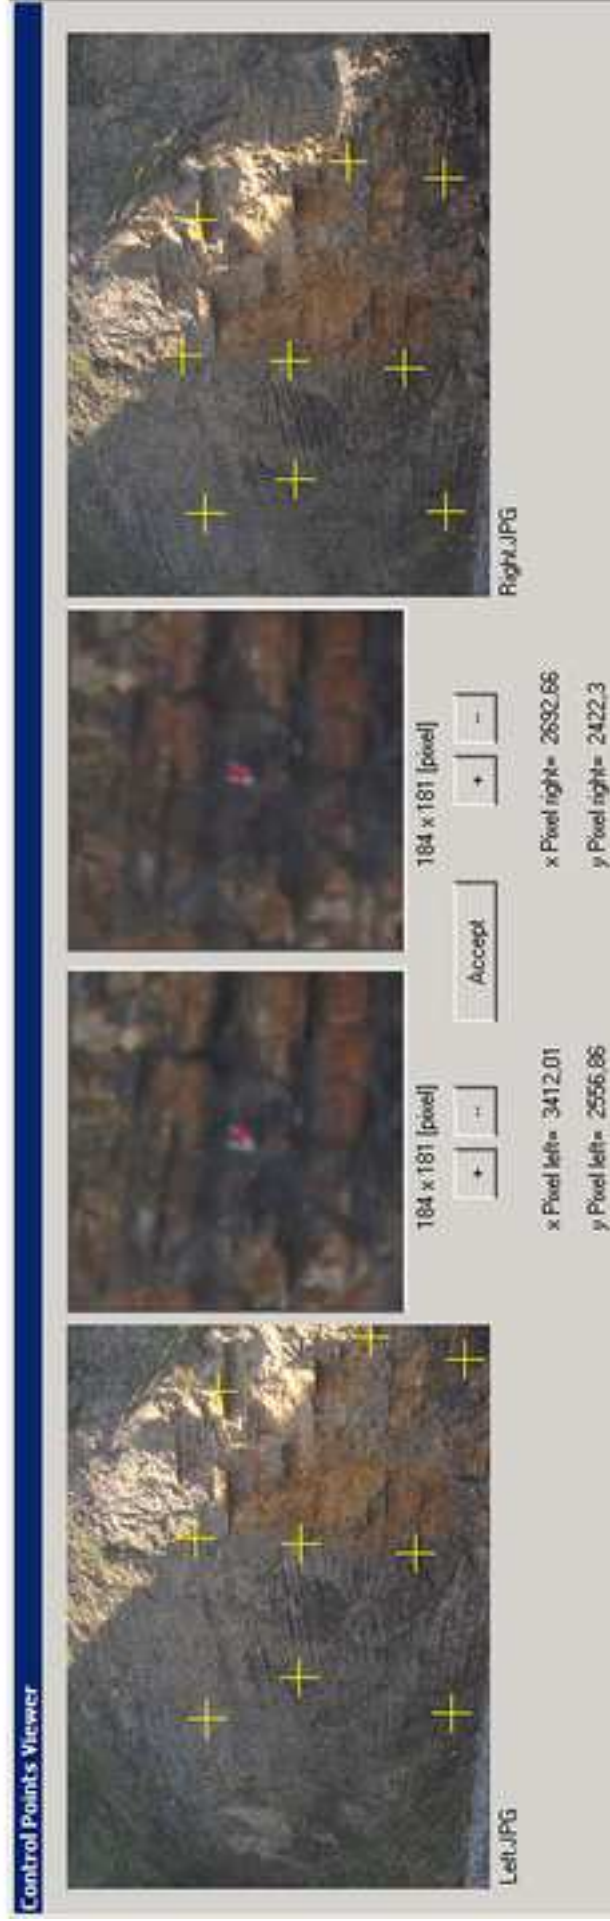 Control Points Viewer
Left.JPG
184 x 181 [pixel]
+ --
x Pixel left= 3412,01
y Pixel left= 2556,86
Accept
184 x 181 [pixel]
+ --
x Pixel right= 2692,66
y Pixel right= 2422,3
Right.JPG